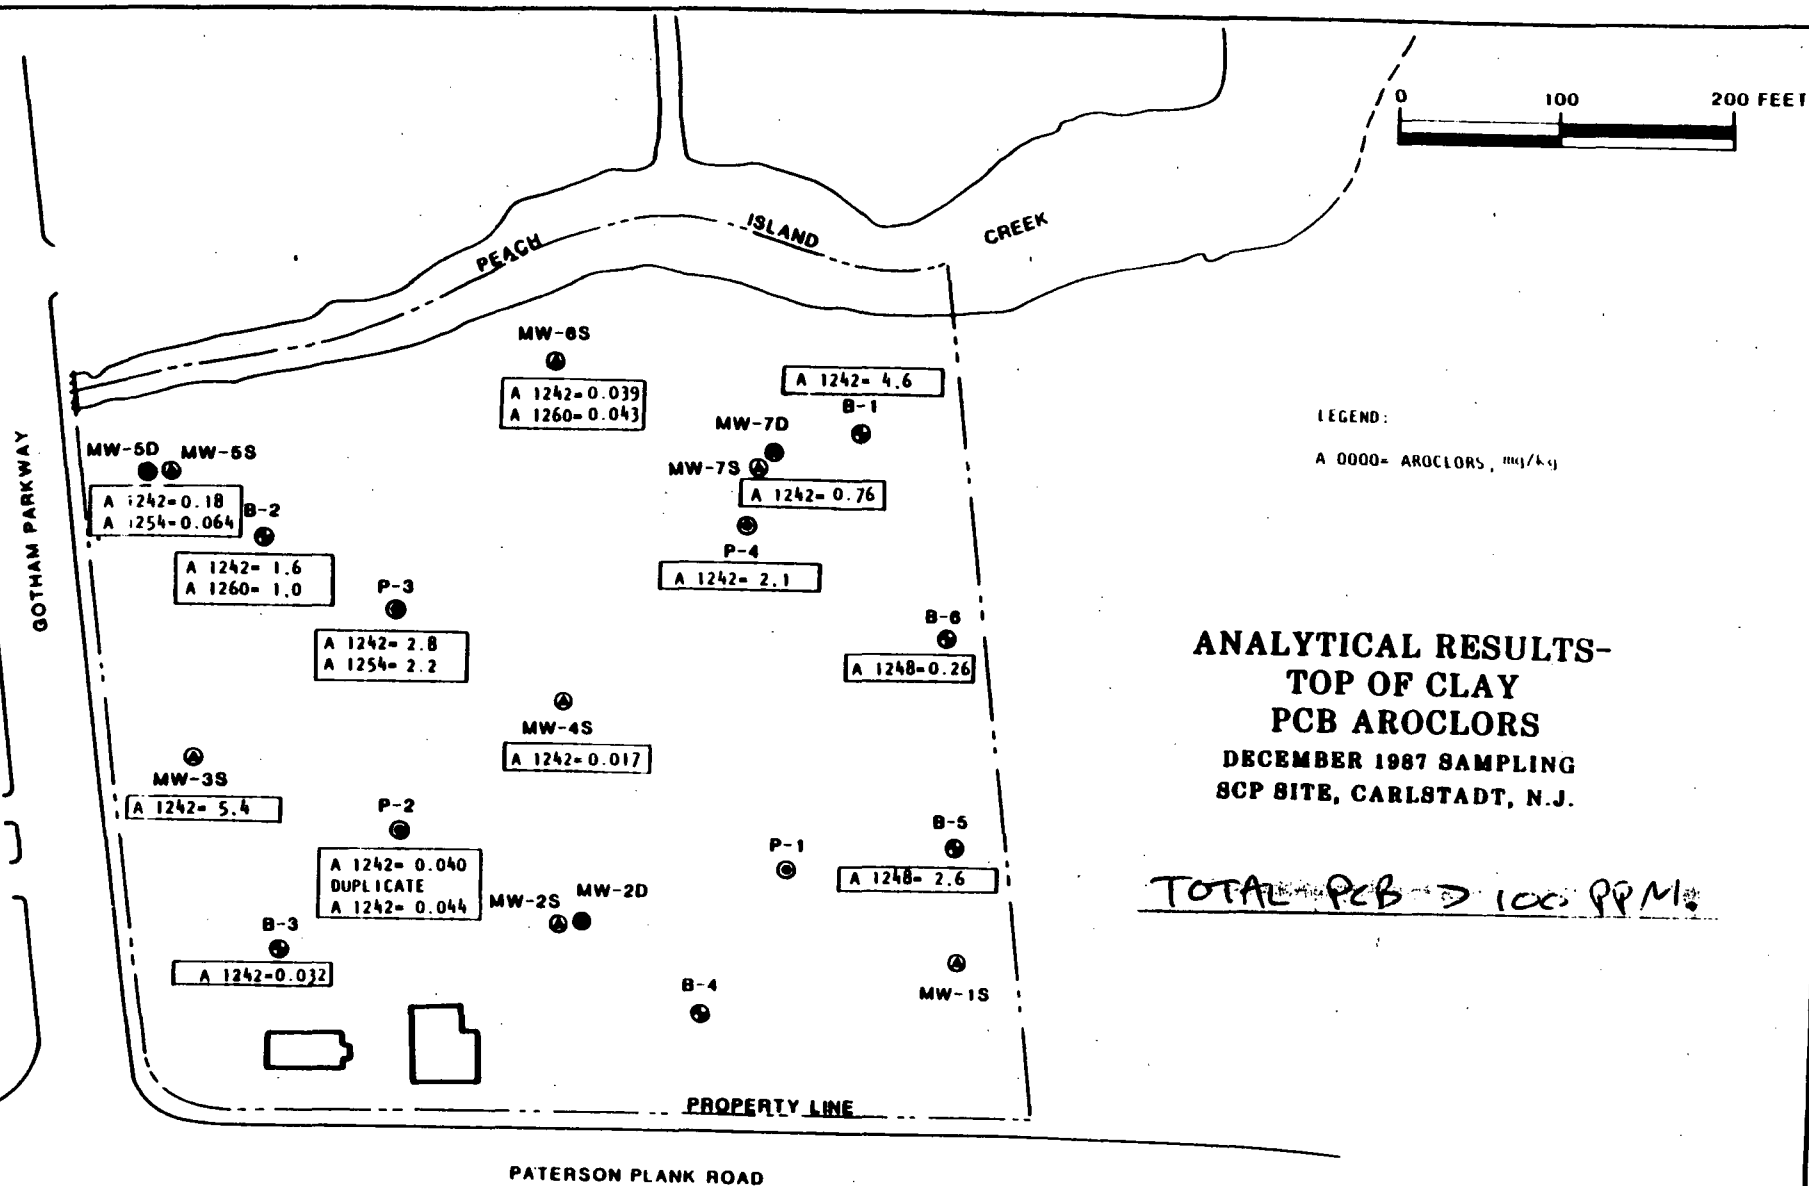 0 100 200 FEET
PEACH ISLAND CREEK
MW-6S
A 1242=0.039
A 1260=0.043
A 1242= 4.6
B-1
MW-7D
MW-7S
A 1242=0.76
P-4
A 1242= 2.1
MW-5D MW-5S
A 1242=0.18
A 1254=0.064
B-2
A 1242= 1.6
A 1260= 1.0
P-3
A 1242= 2.8
A 1254= 2.2
B-6
A 1248=0.26
MW-4S
A 1242=0.017
MW-3S
A 1242= 5.4
P-2
A 1242= 0.040
DUPLICATE
A 1242= 0.044
MW-2S MW-2D
P-1
B-5
A 1248= 2.6
B-3
A 1242=0.032
B-4
MW-1S
GOTHAM PARKWAY
PROPERTY LINE
PATERSON PLANK ROAD
LEGEND:
A 0000= AROCLORS, mg/kg
ANALYTICAL RESULTS-
TOP OF CLAY
PCB AROCLORS
DECEMBER 1987 SAMPLING
SCP SITE, CARLSTADT, N.J.
TOTAL PCB > 100 PPM.